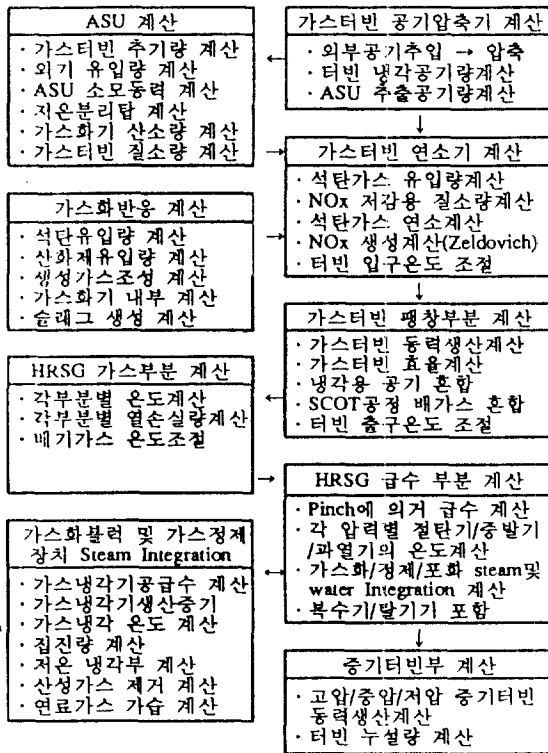 ASU 계산
· 가스터빈 추기량 계산
· 외기 유입량 계산
· ASU 소모동력 계산
· 저온분리탑 계산
· 가스화기 산소량 계산
· 가스터빈 질소량 계산
가스화반응 계산
· 석탄유입량 계산
· 산화제유입량 계산
· 생성가스조성 계산
· 가스화기 내부 계산
· 슬래그 생성 계산
HRSG 가스부분 계산
· 각부분별 온도계산
· 각부분별 열손실량계산
· 배기가스 온도조절
가스화블럭 및 가스정제
장치 Steam Integration
· 가스냉각기공급수 계산
· 가스냉각기생산증기
· 가스냉각 온도 계산
· 집진량 계산
· 저온 냉각부 계산
· 산성가스 제거 계산
· 연료가스 가습 계산
가스터빈 공기압축기 계산
· 외부공기추입 → 압축
· 터빈 냉각공기량계산
· ASU 추출공기량계산
가스터빈 연소기 계산
· 석탄가스 유입량계산
· NOx 저감용 질소량계산
· 석탄가스 연소계산
· NOx 생성계산(Zeldovich)
· 터빈 입구온도 조절
가스터빈 팽창부분 계산
· 가스터빈 동력생산계산
· 가스터빈 효율계산
· 냉각용 공기 혼합
· SCOT공정 배가스 혼합
· 터빈 출구온도 조절
HRSG 급수 부분 계산
· Pinch에 의거 급수 계산
· 각 압력별 절탄기/증발기
/과열기의 온도계산
· 가스화/정제/포화 steam및
water Integration 계산
· 복수기/탈기기 포함
증기터빈부 계산
· 고압/중압/저압 증기터빈
동력생산계산
· 터빈 누설량 계산